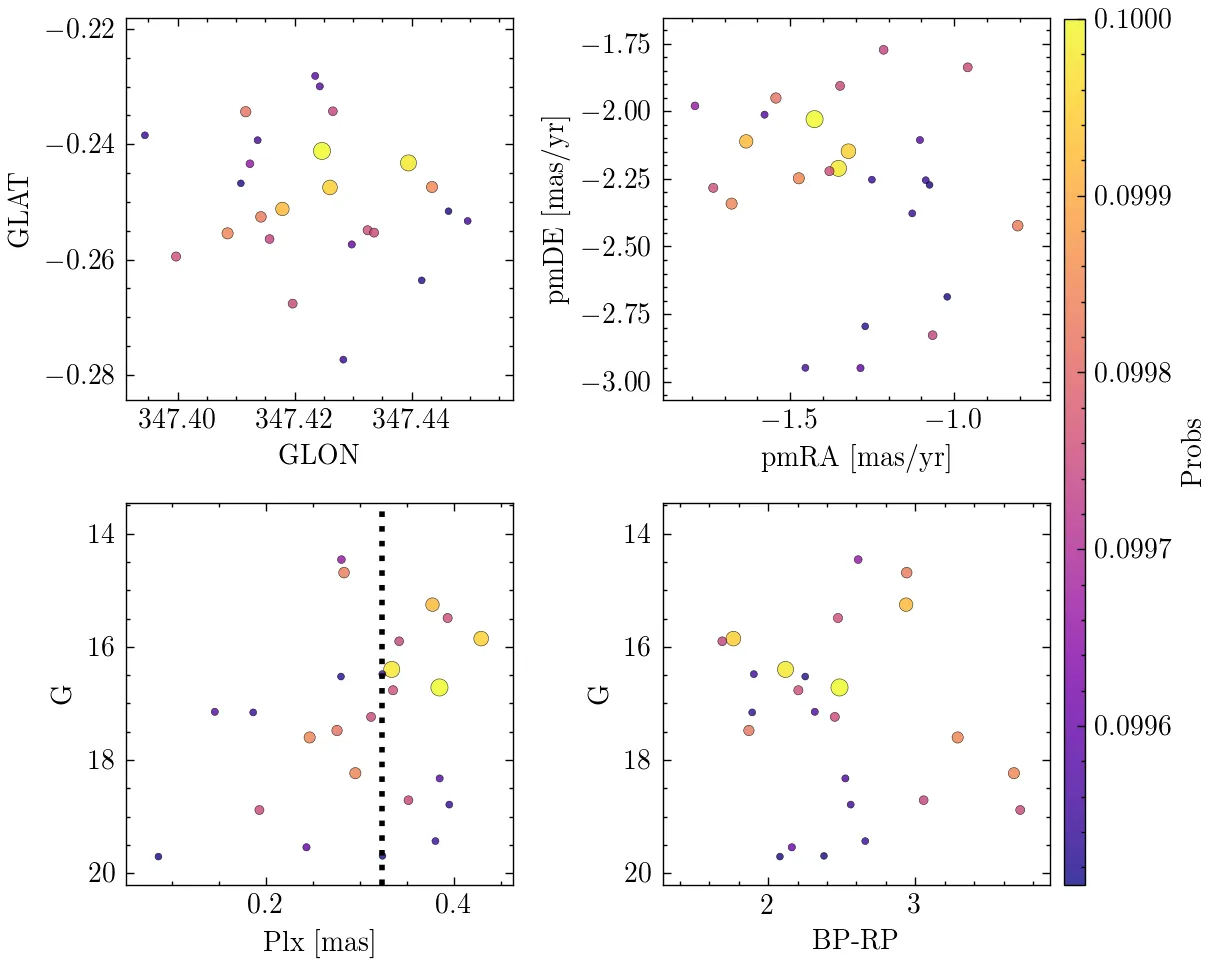 −0.22
−0.24
−0.26
−0.28
GLAT
347.40 347.42 347.44
GLON
−1.75
−2.00
−2.25
−2.50
−2.75
−3.00
pmDE [mas/yr]
−1.5 −1.0
pmRA [mas/yr]
0.1000
0.0999
0.0998
0.0997
0.0996
Probs
14
16
18
20
G
0.2 0.4
Plx [mas]
14
16
18
20
G
2 3
BP-RP